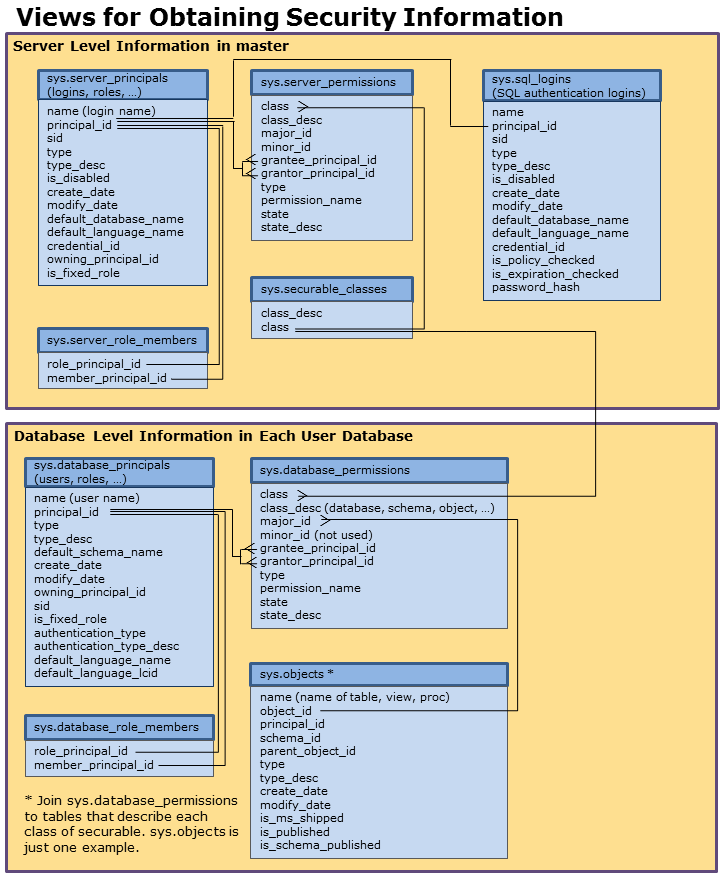 Views for Obtaining Security Information
Server Level Information in master
sys.server_principals
(logins, roles, ...)
name (login name)
principal_id
sid
type
type_desc
is_disabled
create_date
modify_date
default_database_name
default_language_name
credential_id
owning_principal_id
is_fixed_role
sys.server_role_members
role_principal_id
member_principal_id
sys.server_permissions
class
class_desc
major_id
minor_id
grantee_principal_id
grantor_principal_id
type
permission_name
state
state_desc
sys.securable_classes
class_desc
class
sys.sql_logins
(SQL authentication logins)
name
principal_id
sid
type
type_desc
is_disabled
create_date
modify_date
default_database_name
default_language_name
credential_id
is_policy_checked
is_expiration_checked
password_hash
Database Level Information in Each User Database
sys.database_principals
(users, roles, ...)
name (user name)
principal_id
type
type_desc
default_schema_name
create_date
modify_date
owning_principal_id
sid
is_fixed_role
authentication_type
authentication_type_desc
default_language_name
default_language_lcid
sys.database_role_members
role_principal_id
member_principal_id
* Join sys.database_permissions
to tables that describe each
class of securable. sys.objects is
just one example.
sys.database_permissions
class
class_desc (database, schema, object, ...)
major_id
minor_id (not used)
grantee_principal_id
grantor_principal_id
type
permission_name
state
state_desc
sys.objects *
name (name of table, view, proc)
object_id
principal_id
schema_id
parent_object_id
type
type_desc
create_date
modify_date
is_ms_shipped
is_published
is_schema_published